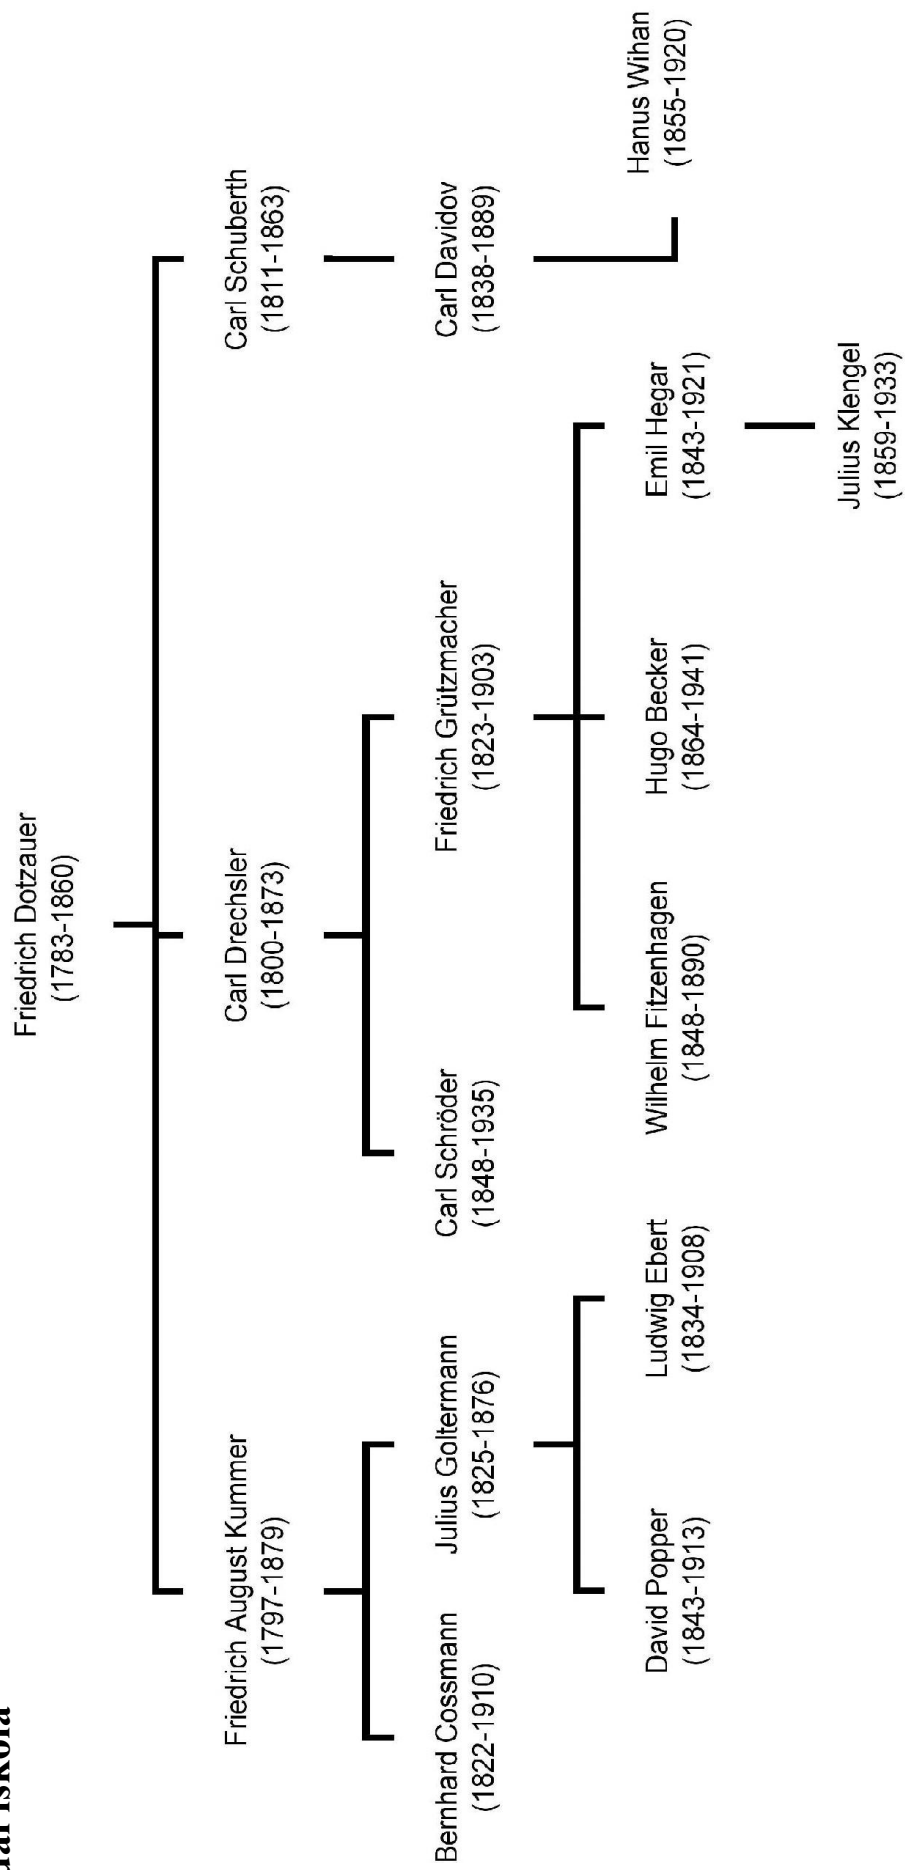 iskola
Friedrich Dotzauer
(1783-1860)
Friedrich August Kummer
(1797-1879)
Carl Drechsler
(1800-1873)
Carl Schuberth
(1811-1863)
Bernhard Cossmann
(1822-1910)
Julius Goltermann
(1825-1876)
Carl Schröder
(1848-1935)
Friedrich Grützmacher
(1823-1903)
Carl Davidov
(1838-1889)
David Popper
(1843-1913)
Ludwig Ebert
(1834-1908)
Wilhelm Fitzenhagen
(1848-1890)
Hugo Becker
(1864-1941)
Emil Hegar
(1843-1921)
Hanus Wihan
(1855-1920)
Julius Klengel
(1859-1933)